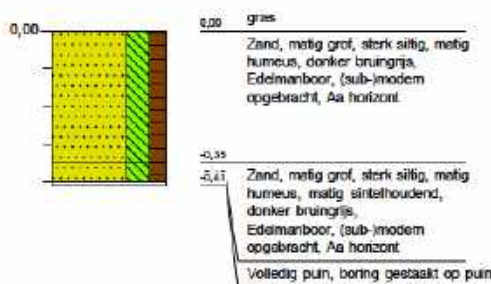 0,00
0,00 gras
Zand, matig grof, sterk siltig, matig
humeus, donker bruingrijs,
Edelmanboor, (sub-)modern
opgebracht, Aa horizont
-0,35
Zand, matig grof, sterk siltig, matig
humeus, matig sintelhoudend,
donker bruingrijs,
Edelmanboor, (sub-)modern
opgebracht, Aa horizont
Volledig puin, boring gestaakt op puin